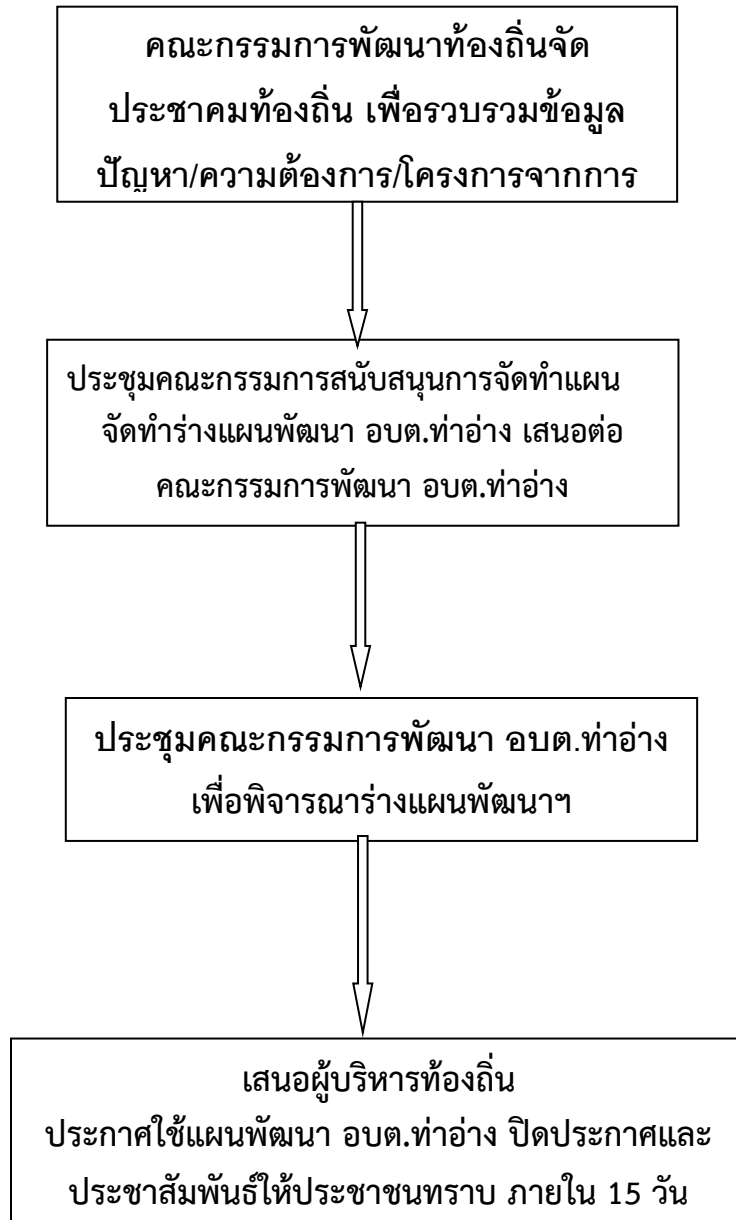 คณะกรรมการพัฒนาท้องถิ่นจัด
ประชาคมท้องถิ่น เพื่อรวบรวมข้อมูล
ปัญหา/ความต้องการ/โครงการจากการ
ประชุมคณะกรรมการสนับสนุนการจัดทำแผน
จัดทำร่างแผนพัฒนา อบต.ท่าอ่าง เสนอต่อ
คณะกรรมการพัฒนา อบต.ท่าอ่าง
ประชุมคณะกรรมการพัฒนา อบต.ท่าอ่าง
เพื่อพิจารณาร่างแผนพัฒนาฯ
เสนอผู้บริหารท้องถิ่น
ประกาศใช้แผนพัฒนา อบต.ท่าอ่าง ปิดประกาศและ
ประชาสัมพันธ์ให้ประชาชนทราบ ภายใน 15 วัน